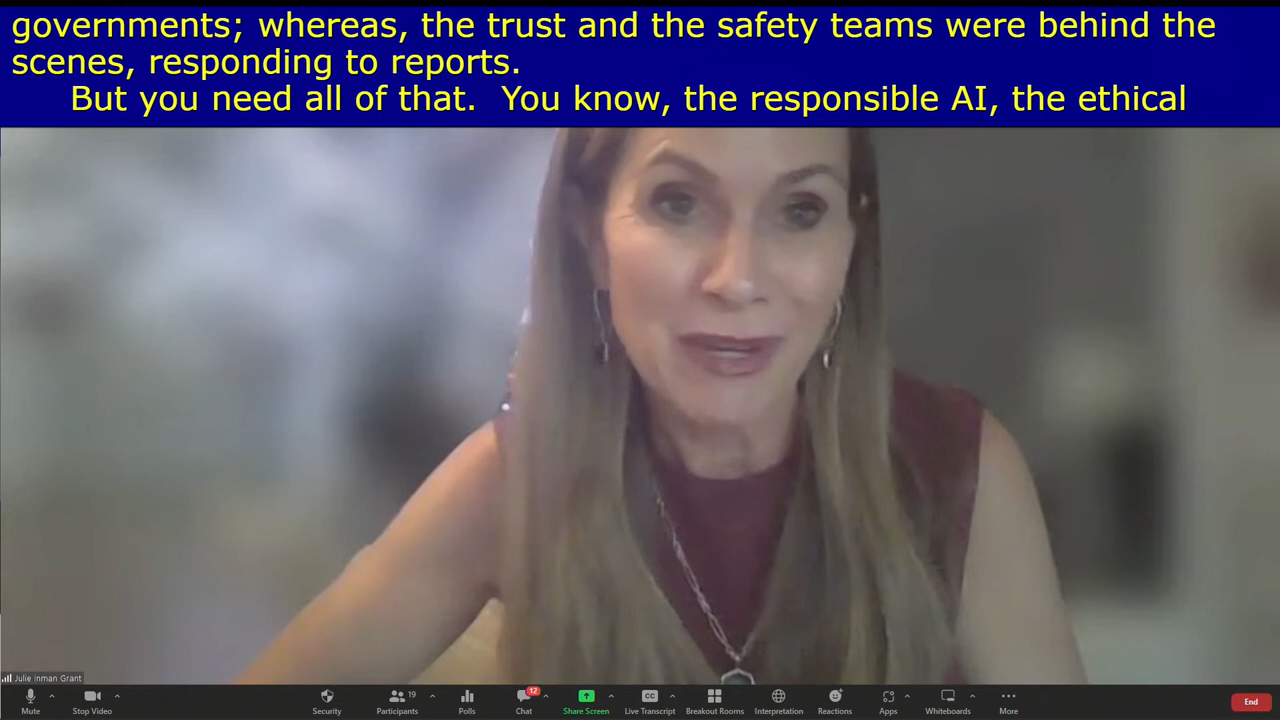 governments; whereas, the trust and the safety teams were behind the
scenes, responding to reports.
But you need all of that.  You know, the responsible AI, the ethical
Julie Inman Grant
19
12
Mute
Stop Video
Security
Participants
Polls
Chat
Share Screen
Live Transcript
Breakout Rooms
Interpretation
Reactions
Apps
Whiteboards
More
End